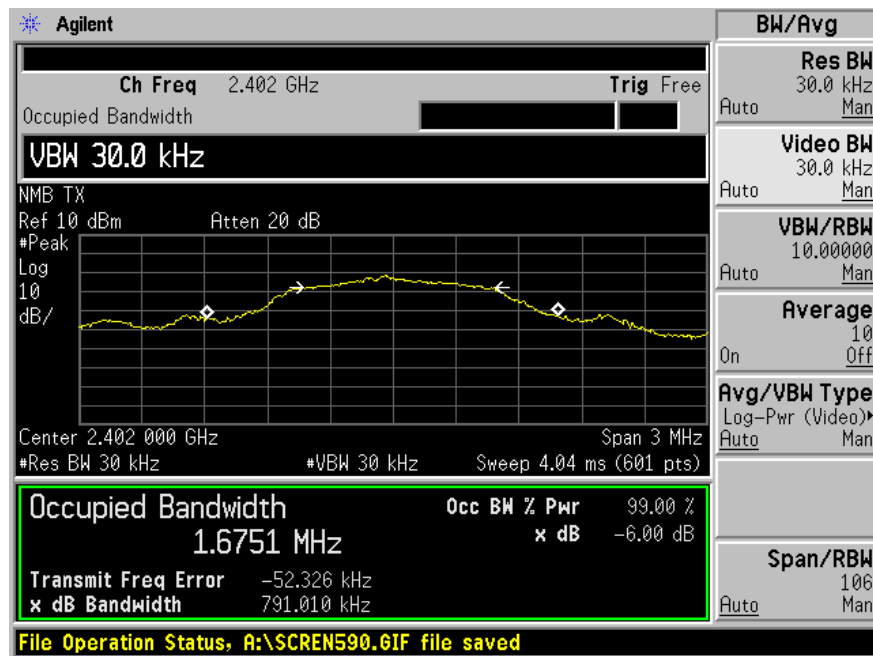 Agilent
BW/Avg
Ch Freq 2.402 GHz Trig Free
Occupied Bandwidth
VBW 30.0 kHz
NMB TX
Ref 10 dBm Atten 20 dB
#Peak
Log
10
dB/
Center 2.402 000 GHz Span 3 MHz
#Res BW 30 kHz #VBW 30 kHz Sweep 4.04 ms (601 pts)
Occupied Bandwidth
1.6751 MHz
Occ BW % Pwr 99.00 %
x dB -6.00 dB
Transmit Freq Error -52.326 kHz
x dB Bandwidth 791.010 kHz
Res BW
30.0 kHz
Auto Man
Video BW
30.0 kHz
Auto Man
VBW/RBW
10.00000
Auto Man
Average
10
On Off
Avg/VBW Type
Log-Pwr (Video)
Auto Man
Span/RBW
106
Auto Man
File Operation Status, A:\SCREN590.GIF file saved